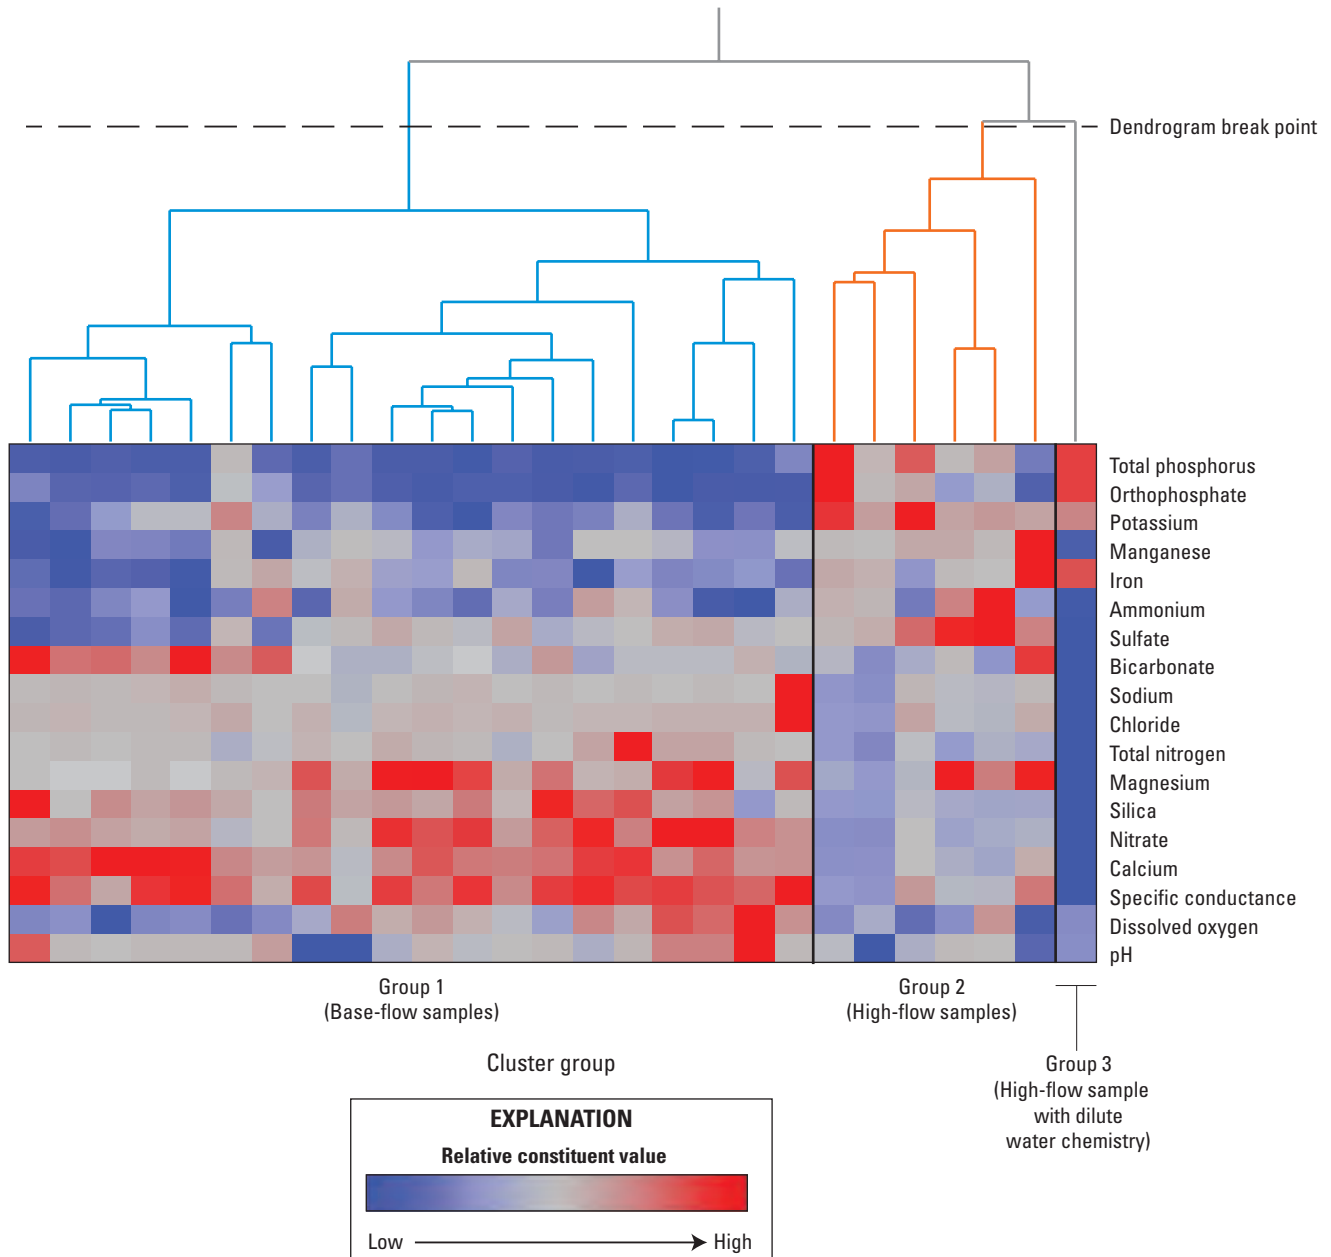 Dendrogram break point
Total phosphorus
Orthophosphate
Potassium
Manganese
Iron
Ammonium
Sulfate
Bicarbonate
Sodium
Chloride
Total nitrogen
Magnesium
Silica
Nitrate
Calcium
Specific conductance
Dissolved oxygen
pH
Group 1
(Base-flow samples)
Group 2
(High-flow samples)
Group 3
(High-flow sample
with dilute
water chemistry)
Cluster group
EXPLANATION
Relative constituent value
Low
High